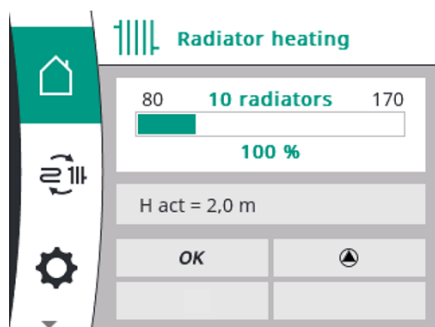 Radiator heating
80 10 radiators 170
100 %
H act = 2,0 m
OK